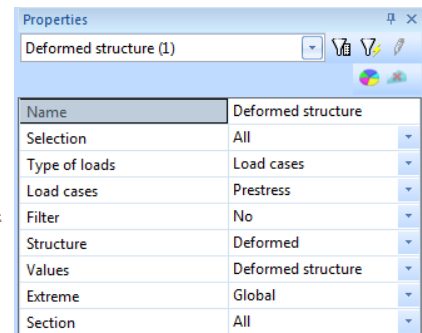 Properties
Deformed structure (1)
Name Deformed structure
Selection All
Type of loads Load cases
Load cases Prestress
Filter No
Structure Deformed
Values Deformed structure
Extreme Global
Section All